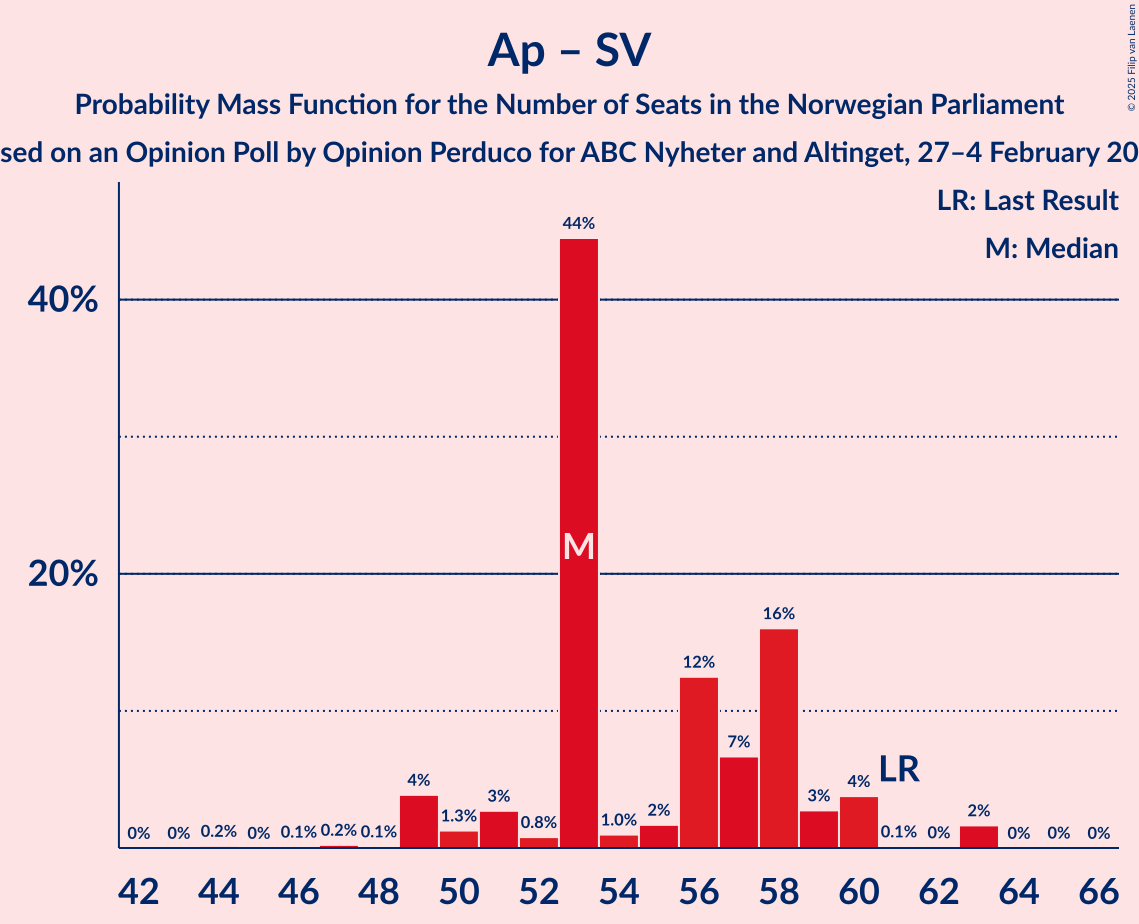 Ap – SV
Probability Mass Function for the Number of Seats in the Norwegian Parliament
sed on an Opinion Poll by Opinion Perduco for ABC Nyheter and Altinget, 27–4 February 20
© 2025 Filip van Laenen
LR: Last Result
M: Median
40%
20%
0% 0% 0.2% 0% 0.1% 0.2% 0.1% 4% 1.3% 3% 0.8% 44% 1.0% 2% 12% 7% 16% 3% 4% 0.1% 0% 2% 0% 0% 0%
M
LR
42 44 46 48 50 52 54 56 58 60 62 64 66